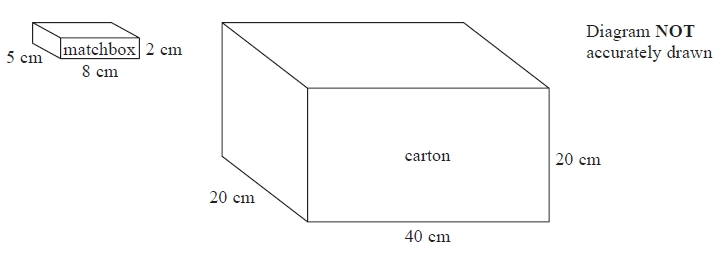 Diagram NOT
accurately drawn
5 cm
matchbox
2 cm
8 cm
carton
20 cm
20 cm
40 cm